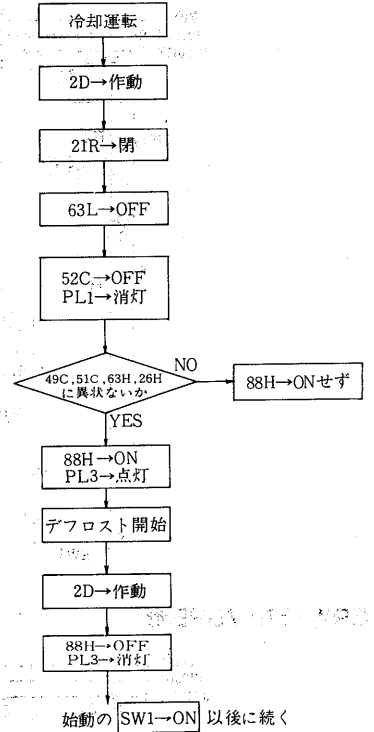 冷却運転
2D→作動
21R→閉
63L→OFF
52C→OFF
PL1→消灯
49C,51C,63H,26H
に異状ないか
NO
88H→ONせず
YES
88H→ON
PL3→点灯
デフロスト開始
2D→作動
88H→OFF
PL3→消灯
始動の SW1→ON 以後に続く